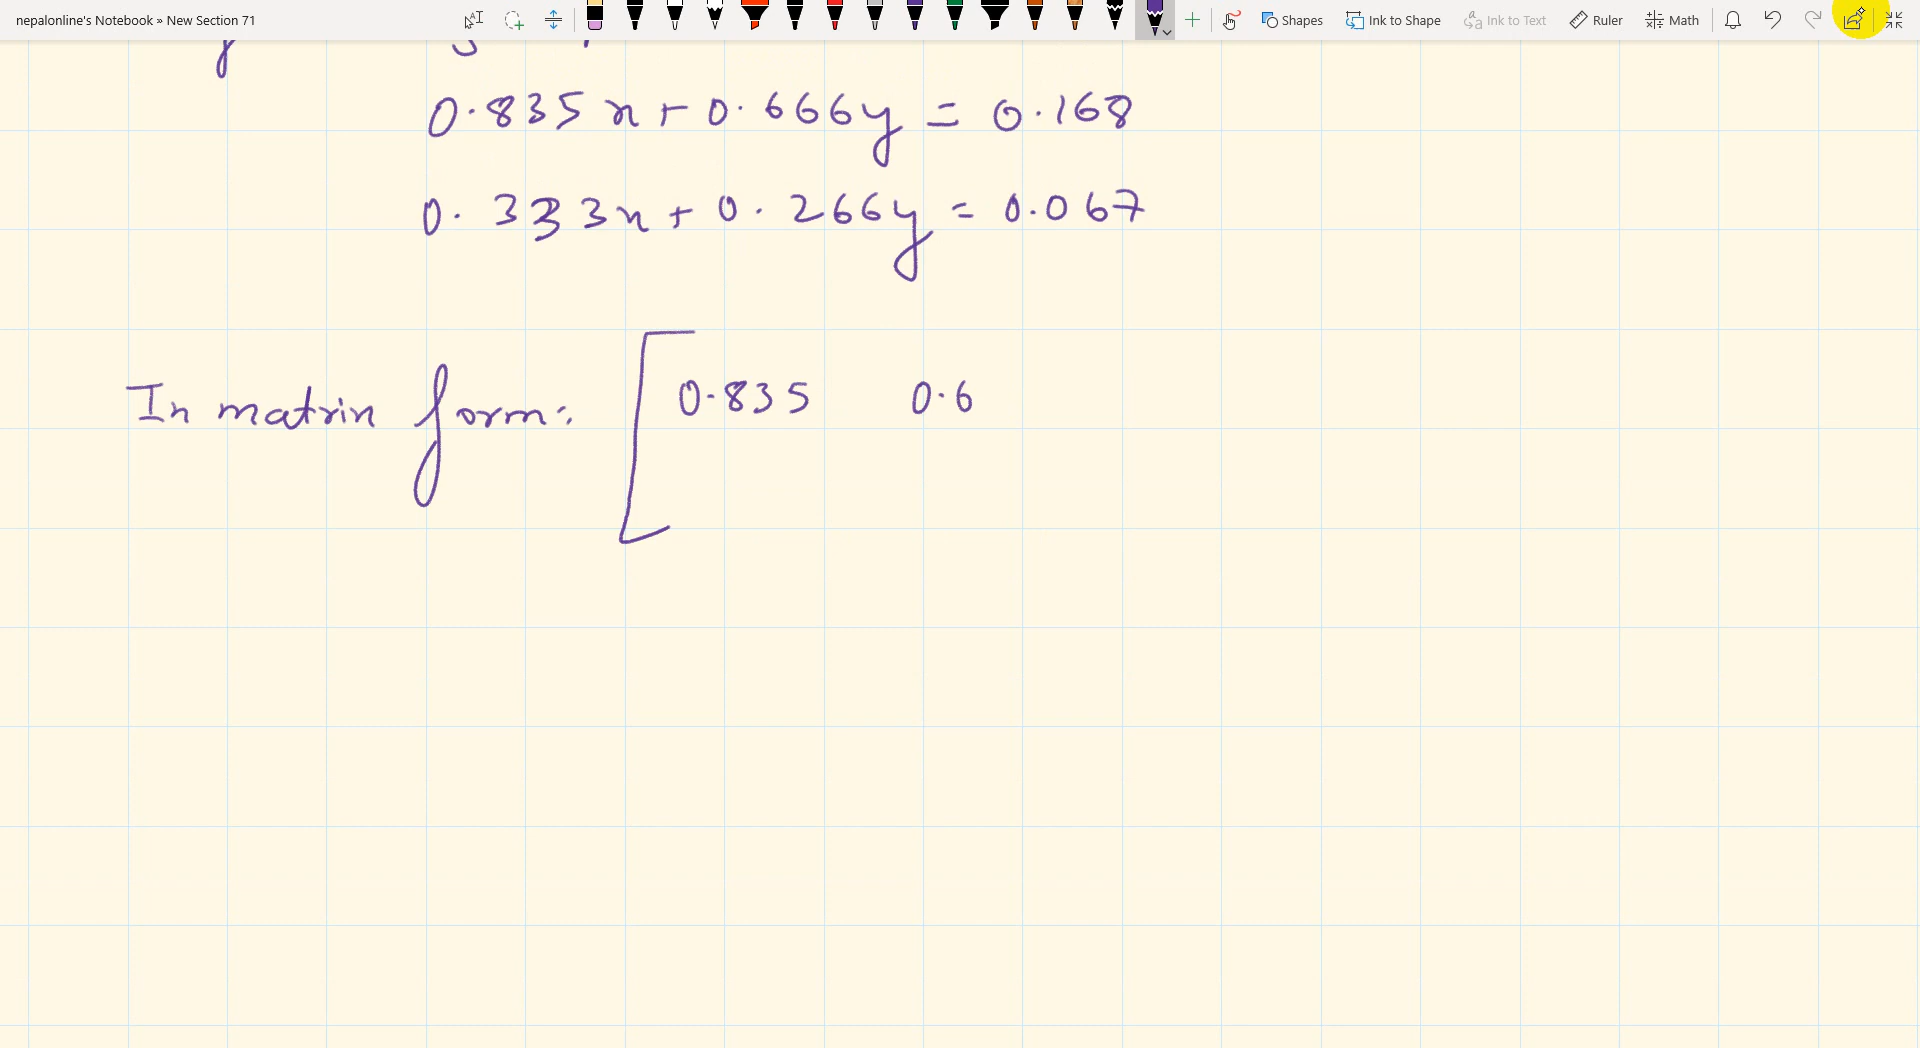 nepalonline's Notebook » New Section 71
Shapes Ink to Shape Ink to Text Ruler Math
0.835x+0.666y = 0.168
0.333x+0.266y = 0.067
In matrix form: [0.835 0.6